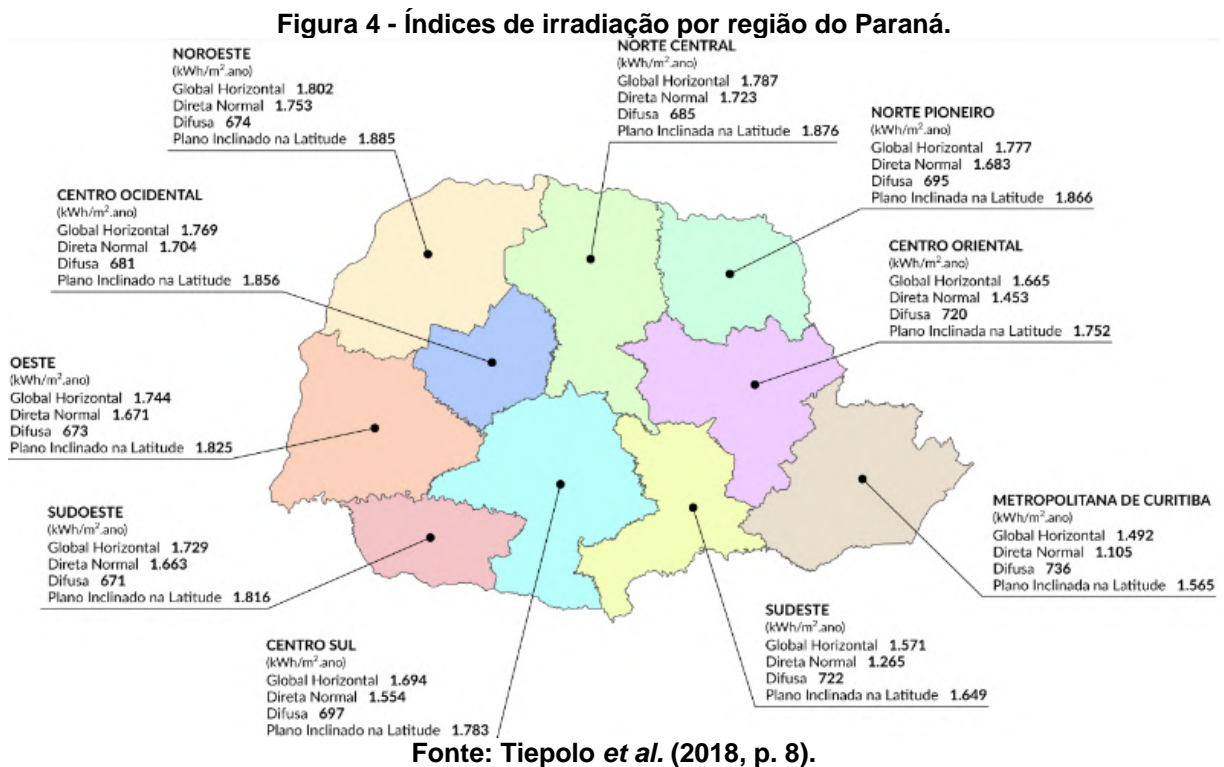 Figura 4 - Índices de irradiação por região do Paraná.
NOROESTE
(kWh/m².ano)
Global Horizontal 1.802
Direta Normal 1.753
Difusa 674
Plano Inclinado na Latitude 1.885
NORTE CENTRAL
(kWh/m².ano)
Global Horizontal 1.787
Direta Normal 1.723
Difusa 685
Plano Inclinada na Latitude 1.876
NORTE PIONEIRO
(kWh/m².ano)
Global Horizontal 1.777
Direta Normal 1.683
Difusa 695
Plano Inclinada na Latitude 1.866
CENTRO OCIDENTAL
(kWh/m².ano)
Global Horizontal 1.769
Direta Normal 1.704
Difusa 681
Plano Inclinado na Latitude 1.856
CENTRO ORIENTAL
(kWh/m².ano)
Global Horizontal 1.665
Direta Normal 1.453
Difusa 720
Plano Inclinada na Latitude 1.752
OESTE
(kWh/m².ano)
Global Horizontal 1.744
Direta Normal 1.671
Difusa 673
Plano Inclinado na Latitude 1.825
SUDOESTE
(kWh/m².ano)
Global Horizontal 1.729
Direta Normal 1.663
Difusa 671
Plano Inclinado na Latitude 1.816
METROPOLITANA DE CURITIBA
(kWh/m².ano)
Global Horizontal 1.492
Direta Normal 1.105
Difusa 736
Plano Inclinada na Latitude 1.565
SUDESTE
(kWh/m².ano)
Global Horizontal 1.571
Direta Normal 1.265
Difusa 722
Plano Inclinada na Latitude 1.649
CENTRO SUL
(kWh/m².ano)
Global Horizontal 1.694
Direta Normal 1.554
Difusa 697
Plano Inclinado na Latitude 1.783
Fonte: Tiepolo et al. (2018, p. 8).